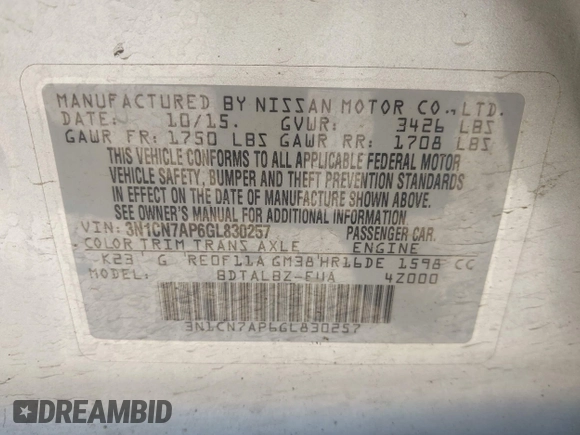 MANUFACTURED BY NISSAN MOTOR CO., LTD.
DATE: 10/15. GVWR: 3426 LBS
GAWR FR: 1750 LBS GAWR RR: 1708 LBS
THIS VEHICLE CONFORMS TO ALL APPLICABLE FEDERAL MOTOR
VEHICLE SAFETY, BUMPER AND THEFT PREVENTION STANDARDS
IN EFFECT ON THE DATE OF MANUFACTURE SHOWN ABOVE.
SEE OWNER'S MANUAL FOR ADDITIONAL INFORMATION
VIN: 3N1CN7AP6GL830257 PASSENGER CAR.
COLOR TRIM TRANS AXLE ENGINE
K23 G RE0F11A GM38 HR16DE 1598 CC
MODEL: BDTALBZ-EUA 4Z000
3N1CN7AP6GL830257
DREAMBID